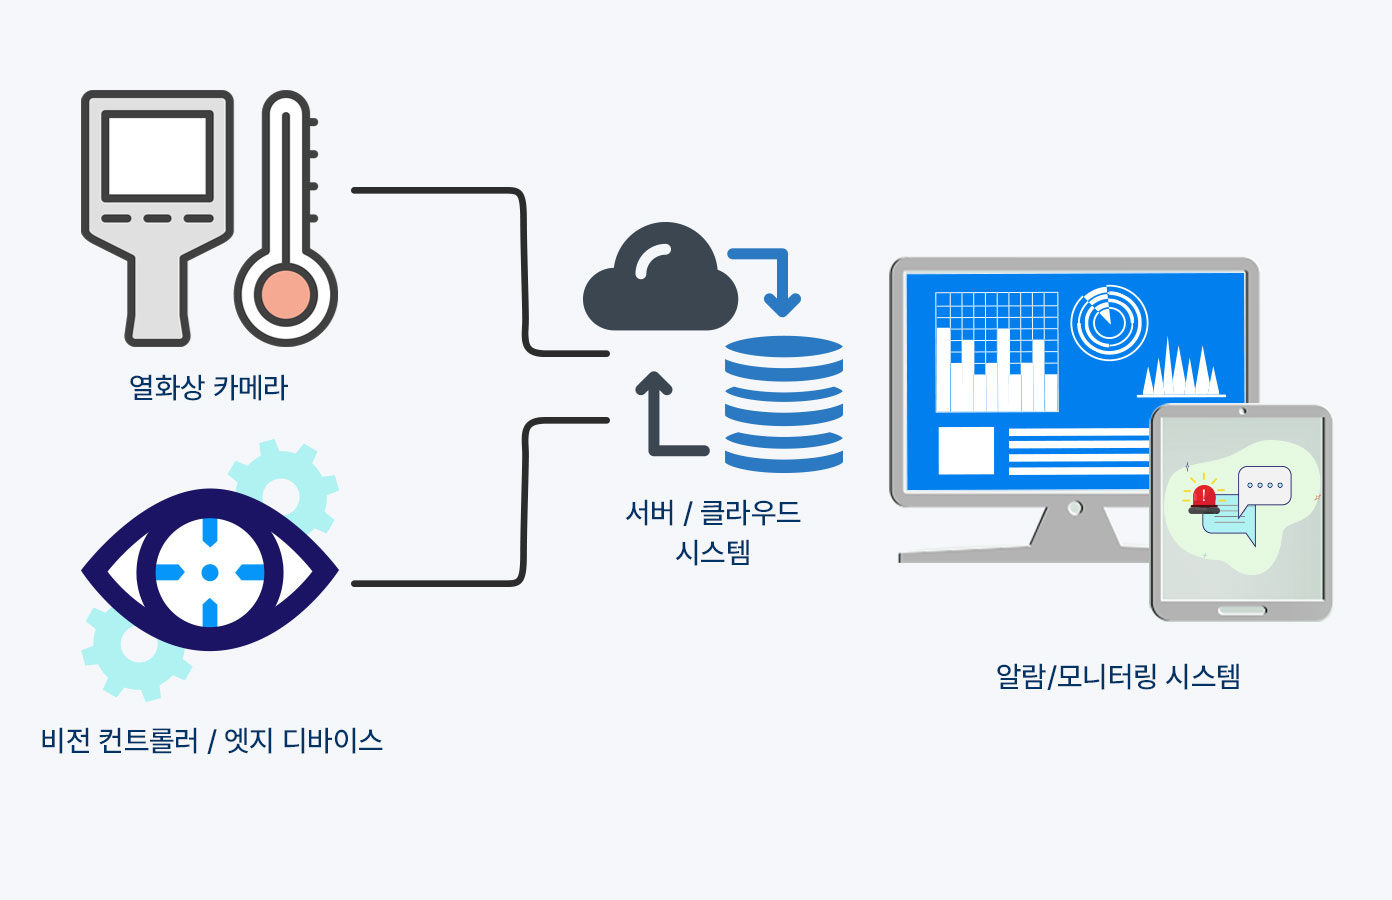 열화상 카메라
비전 컨트롤러 / 엣지 디바이스
서버 / 클라우드
시스템
알람/모니터링 시스템